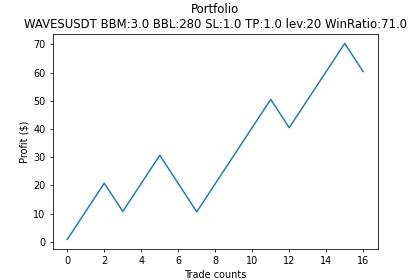 Portfolio
WAVESUSDT BBM:3.0 BBL:280 SL:1.0 TP:1.0 lev:20 WinRatio:71.0
70
60
50
40
30
20
10
0
Profit ($)
0 2 4 6 8 10 12 14 16
Trade counts